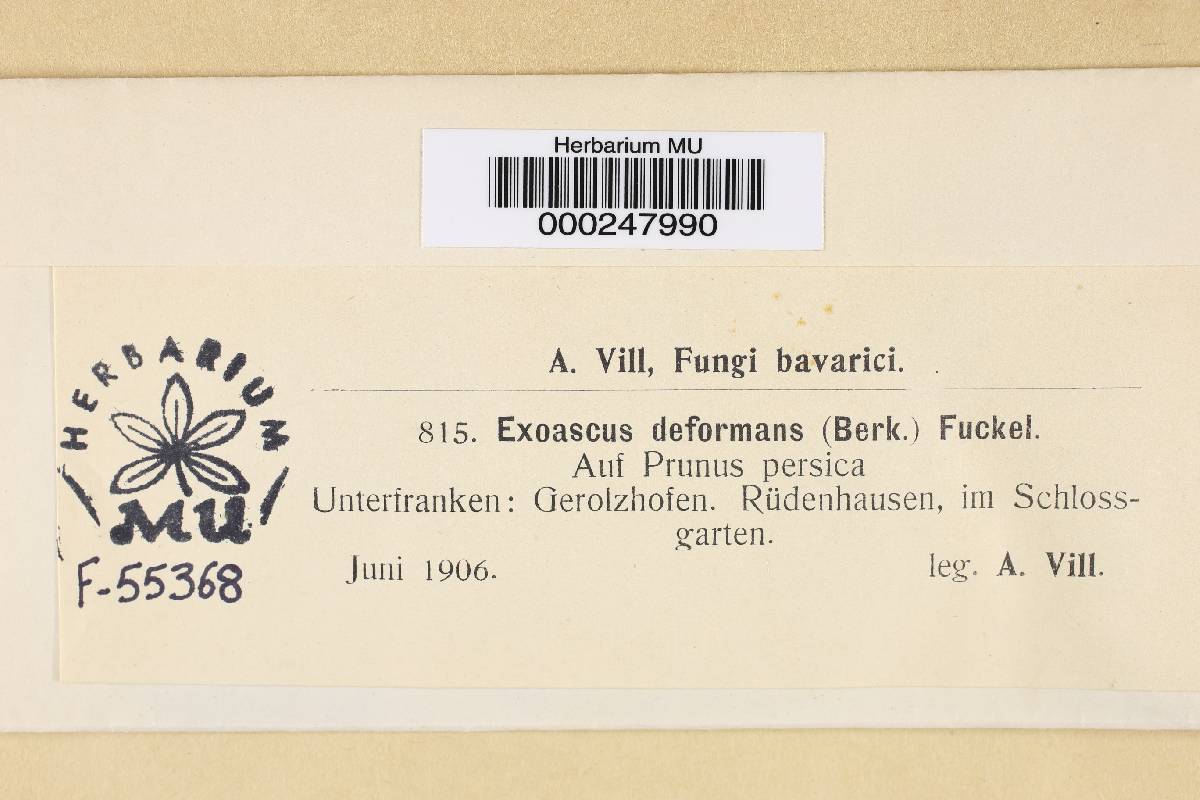 Herbarium MU
000247990
HERBARIUM
MU
F-55368
A. Vill, Fungi bavarici.
815. Exoascus deformans (Berk.) Fuckel.
Auf Prunus persica
Unterfranken: Gerolzhofen. Rüdenhausen, im Schloss-
garten.
Juni 1906. leg. A. Vill.